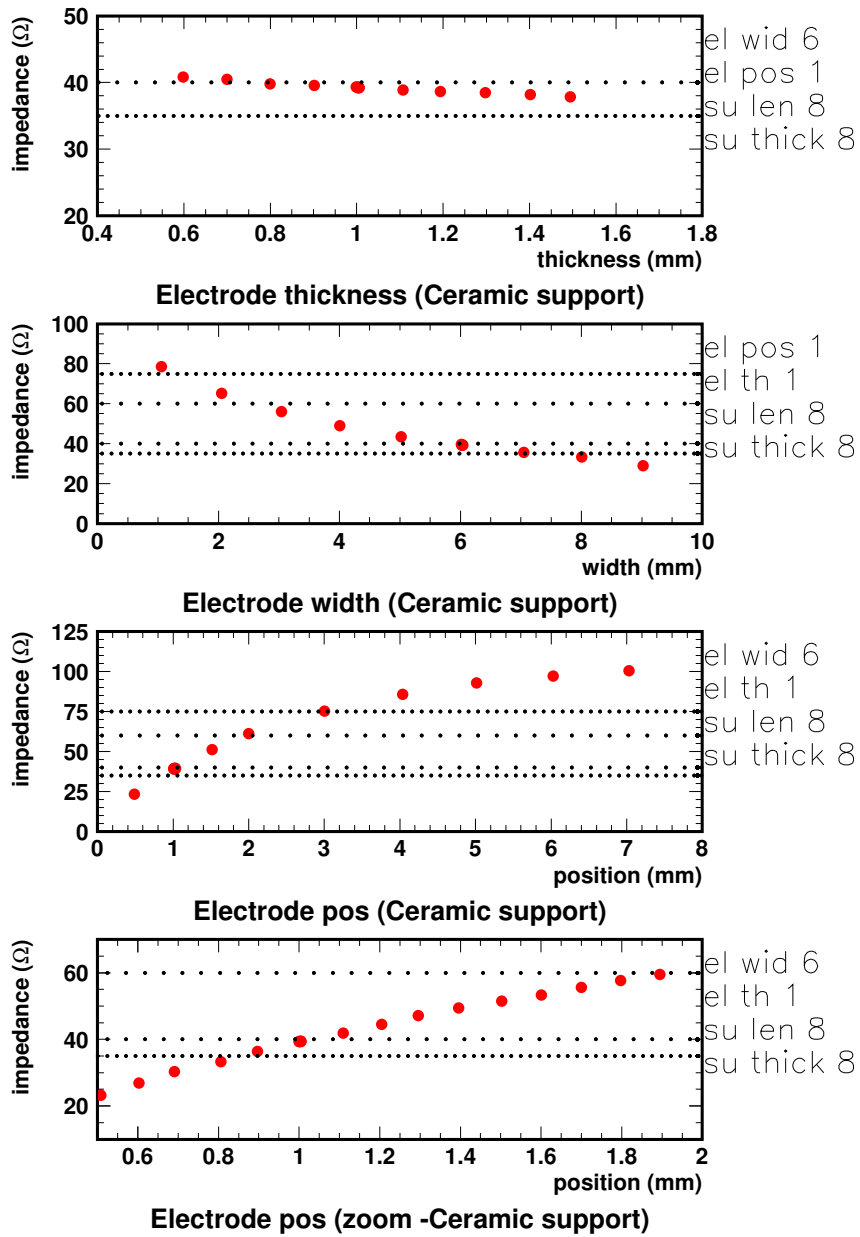 impedance (Ω)
50
40
30
20
0.4
0.6
0.8
1
1.2
1.4
1.6
1.8
thickness (mm)
el wid 6
el pos 1
su len 8
su thick 8
Electrode thickness (Ceramic support)
impedance (Ω)
100
80
60
40
20
0
0
2
4
6
8
10
width (mm)
el pos 1
el th 1
su len 8
su thick 8
Electrode width (Ceramic support)
impedance (Ω)
125
100
75
50
25
0
0
1
2
3
4
5
6
7
8
position (mm)
el wid 6
el th 1
su len 8
su thick 8
Electrode pos (Ceramic support)
impedance (Ω)
60
40
20
0.6
0.8
1
1.2
1.4
1.6
1.8
2
position (mm)
el wid 6
el th 1
su len 8
su thick 8
Electrode pos (zoom -Ceramic support)